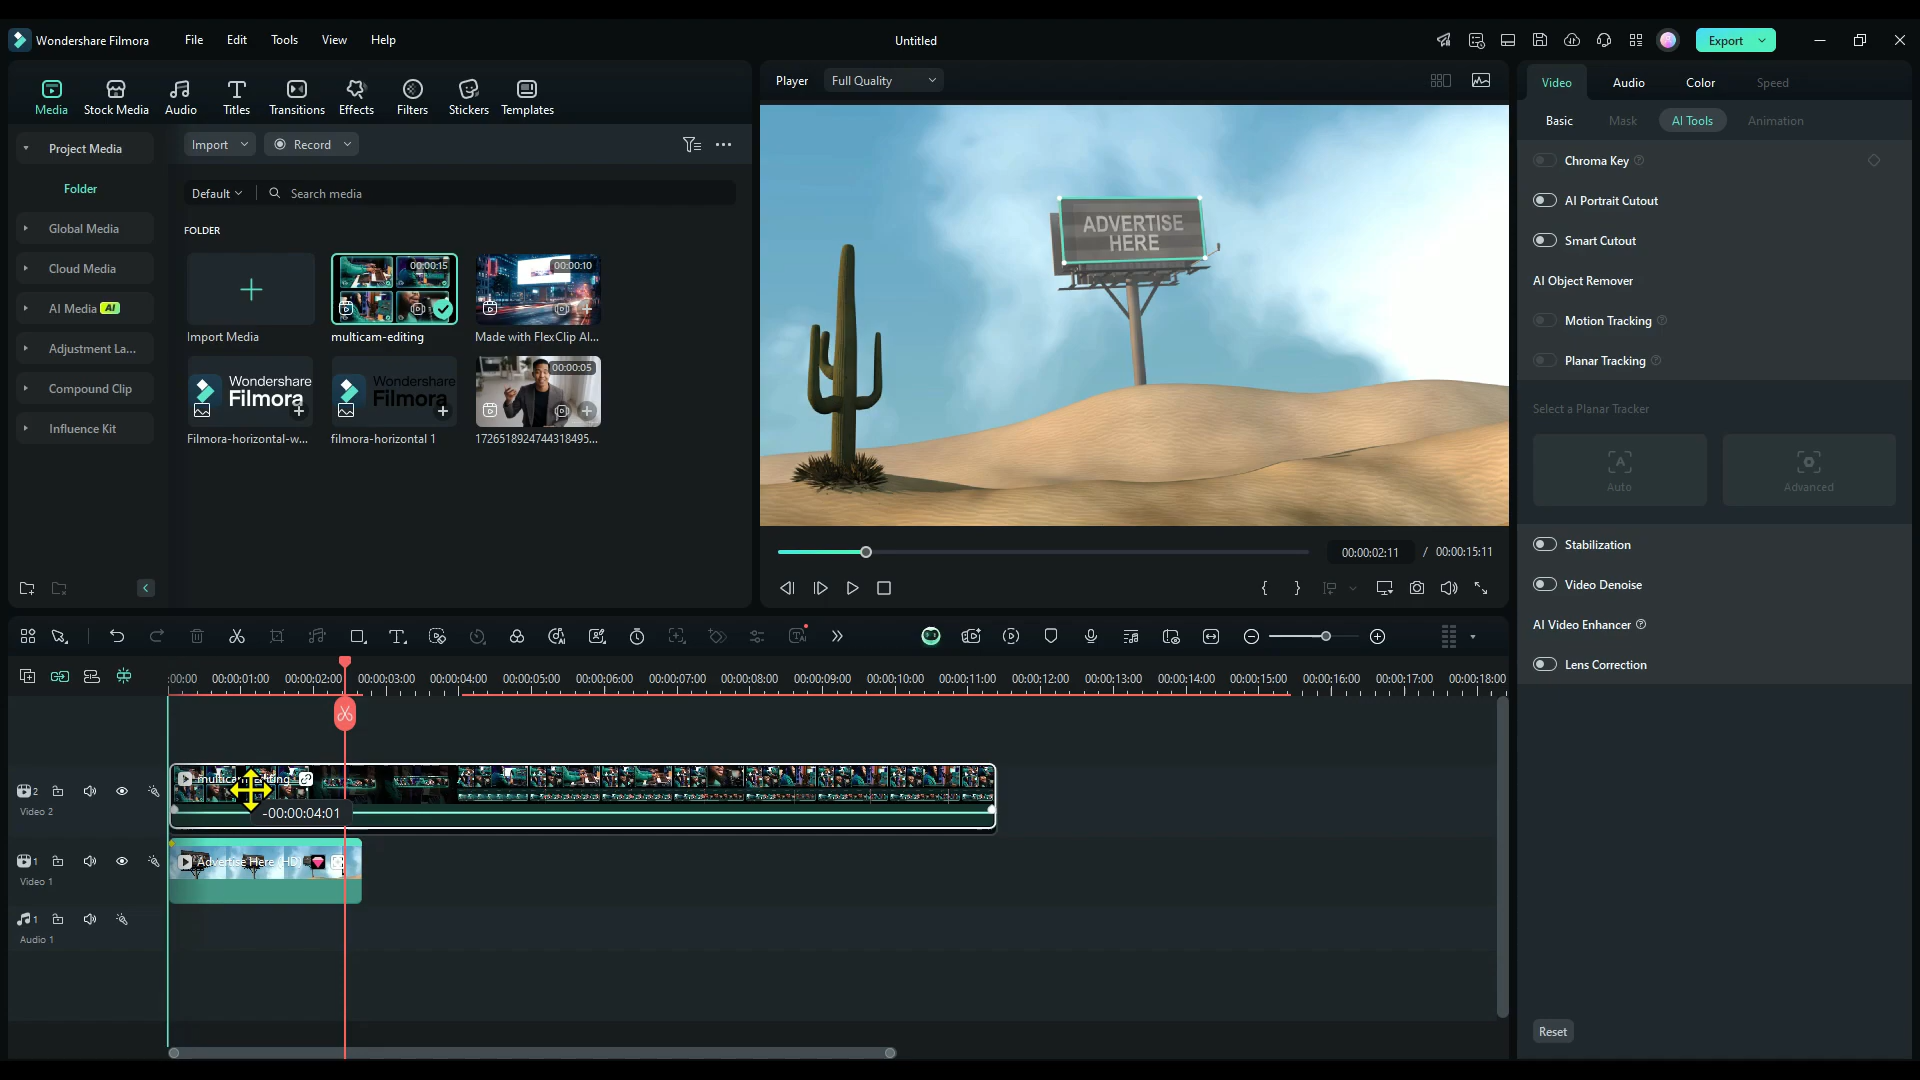 Wondershare Filmora
File
Edit
Tools
View
Help
Untitled
Export
Media
Stock Media
Audio
Titles
Transitions
Effects
Filters
Stickers
Templates
Project Media
Folder
Global Media
Cloud Media
AI Media AI
Adjustment La...
Compound Clip
Influence Kit
Import
Record
Default
Search media
FOLDER
Import Media
00:00:15
multicam-editing
00:00:10
Made with FlexClip AI...
Wondershare
Filmora
Filmora-horizontal-w...
Wondershare
Filmora
filmora-horizontal 1
00:00:05
1726518924744318495...
Player
Full Quality
ADVERTISE
HERE
00:00:02:11 / 00:00:15:11
Video
Audio
Color
Speed
Basic
Mask
AI Tools
Animation
Chroma Key
AI Portrait Cutout
Smart Cutout
AI Object Remover
Motion Tracking
Planar Tracking
Select a Planar Tracker
Auto
Advanced
Stabilization
Video Denoise
AI Video Enhancer
Lens Correction
Reset
:00:00 00:00:01:00 00:00:02:00 00:00:03:00 00:00:04:00 00:00:05:00 00:00:06:00 00:00:07:00 00:00:08:00 00:00:09:00 00:00:10:00 00:00:11:00 00:00:12:00 00:00:13:00 00:00:14:00 00:00:15:00 00:00:16:00 00:00:17:00 00:00:18:00
2
Video 2
-00:00:04:01
1
Video 1
Advertise Here (HD)
1
Audio 1